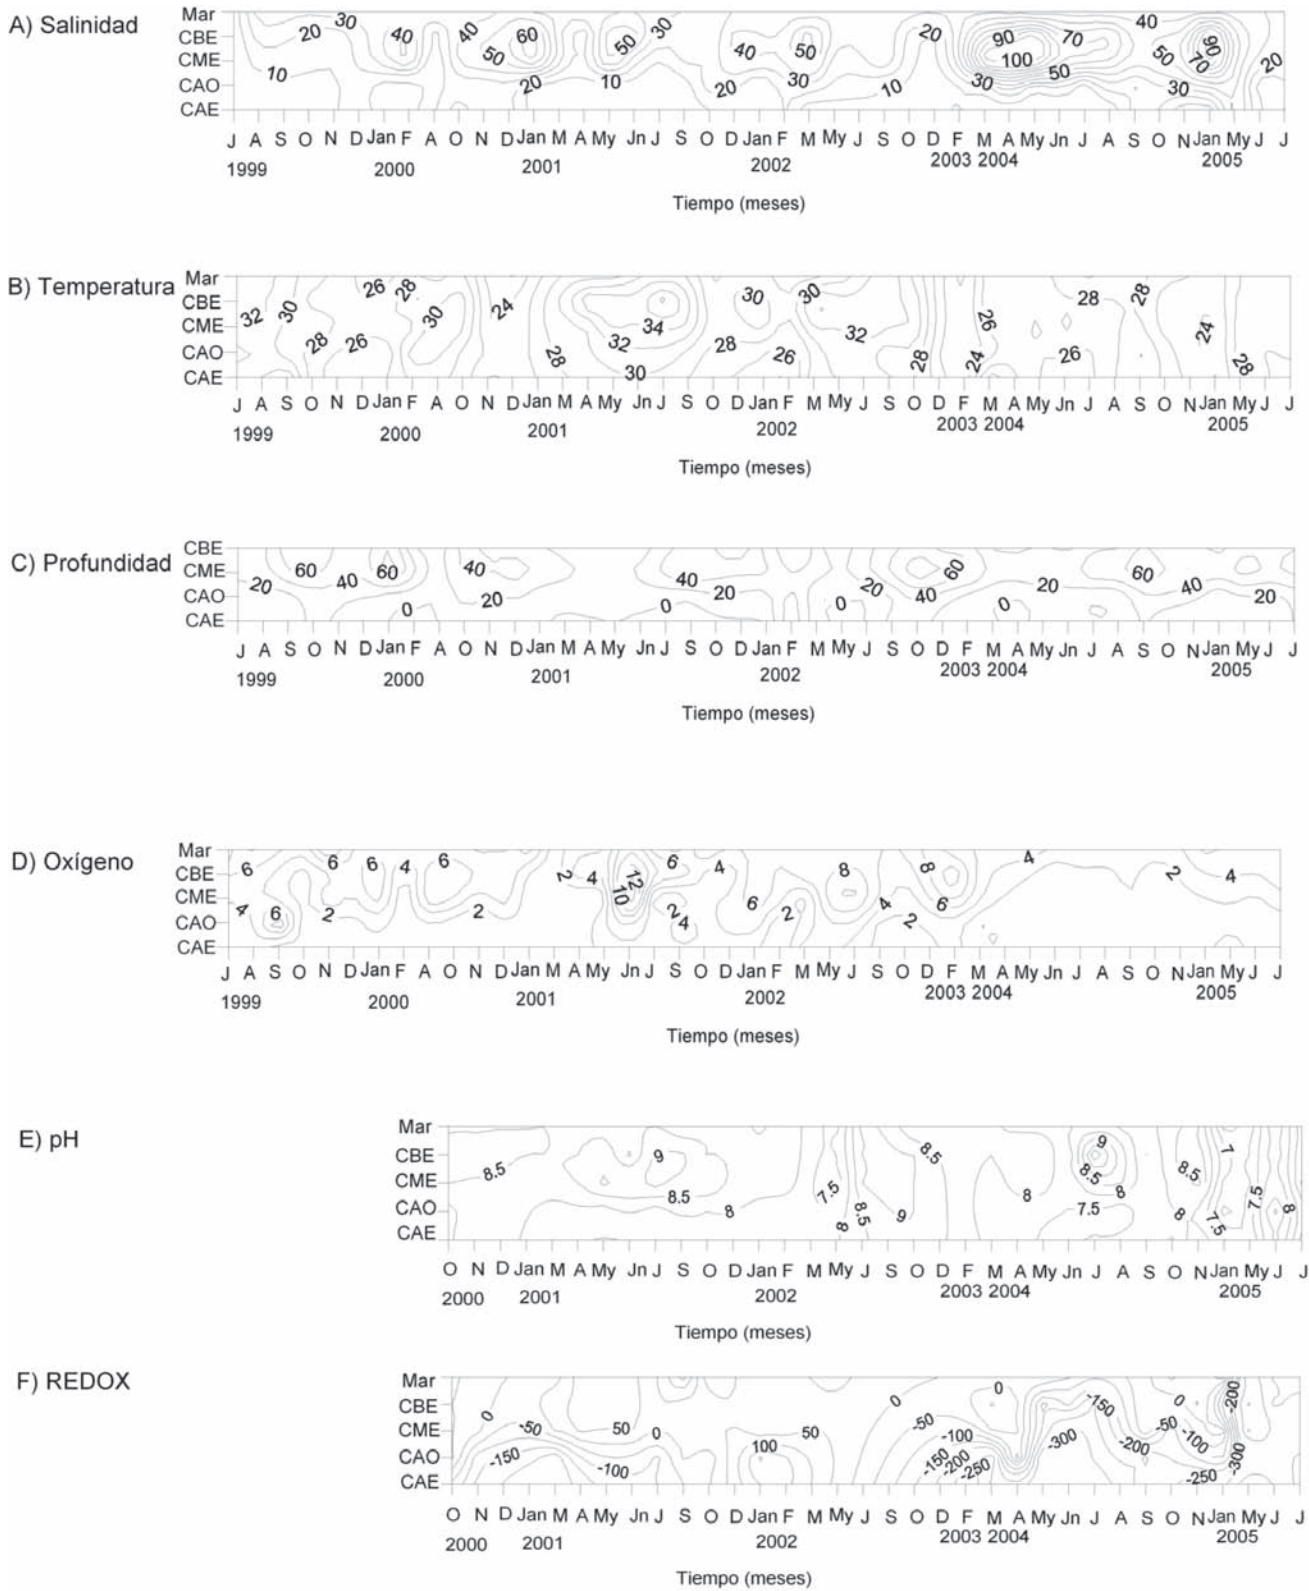 A) Salinidad
Mar
CBE
CME
CAO
CAE
10
20
30
40
40
50
60
20
50
10
30
40
20
50
30
10
20
30
90
100
50
70
40
50
30
70
90
20
J A S O N D Jan F A O N D Jan M A My Jn J S O D Jan F M My J S O D F M A My Jn J A S O N Jan My J J
1999 2000 2001 2002 2003 2004 2005
Tiempo (meses)
B) Temperatura
Mar
CBE
CME
CAO
CAE
32
30
28
26
26
28
30
24
28
32
30
34
28
30
26
30
32
28
24
26
26
28
28
24
28
J A S O N D Jan F A O N D Jan M A My Jn J S O D Jan F M My J S O D F M A My Jn J A S O N Jan My J J
1999 2000 2001 2002 2003 2004 2005
Tiempo (meses)
C) Profundidad
CBE
CME
CAO
CAE
20
60
40
60
0
40
20
0
40
20
0
20
40
60
0
20
60
40
20
J A S O N D Jan F A O N D Jan M A My Jn J S O D Jan F M My J S O D F M A My Jn J A S O N Jan My J J
1999 2000 2001 2002 2003 2004 2005
Tiempo (meses)
D) Oxígeno
Mar
CBE
CME
CAO
CAE
6
4
6
6
2
6
4
6
2
2
4
10
12
6
2
4
4
6
2
8
4
2
8
6
4
2
4
J A S O N D Jan F A O N D Jan M A My Jn J S O D Jan F M My J S O D F M A My Jn J A S O N Jan My J J
1999 2000 2001 2002 2003 2004 2005
Tiempo (meses)
E) pH
Mar
CBE
CME
CAO
CAE
8.5
9
8.5
8
7.5
8
8.5
9
8.5
8
9
8.5
8
7.5
8.5
8
7
7.5
7.5
8
O N D Jan M A My Jn J S O D Jan F M My J S O D F M A My Jn J A S O N Jan My J J
2000 2001 2002 2003 2004 2005
Tiempo (meses)
F) REDOX
Mar
CBE
CME
CAO
CAE
0
-50
-150
50
0
-100
100
50
0
-50
-100
-150
-200
-250
0
-150
-300
-200
0
-50
-100
-250
-200
-300
O N D Jan M A My Jn J S O D Jan F M My J S O D F M A My Jn J A S O N Jan My J J
2000 2001 2002 2003 2004 2005
Tiempo (meses)